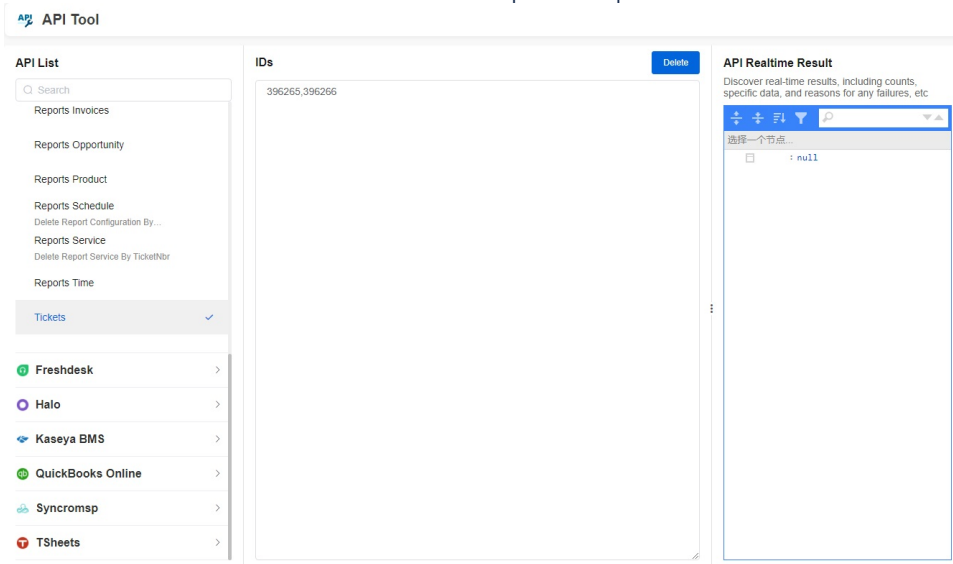 API API Tool
API List
Search
Reports Invoices
Reports Opportunity
Reports Product
Reports Schedule
Delete Report Configuration By...
Reports Service
Delete Report Service By TicketNbr
Reports Time
Tickets
Freshdesk
Halo
Kaseya BMS
QuickBooks Online
Syncromsp
TSheets
IDs
Delete
396265,396266
API Realtime Result
Discover real-time results, including counts,
specific data, and reasons for any failures, etc
选择一个节点...
: null